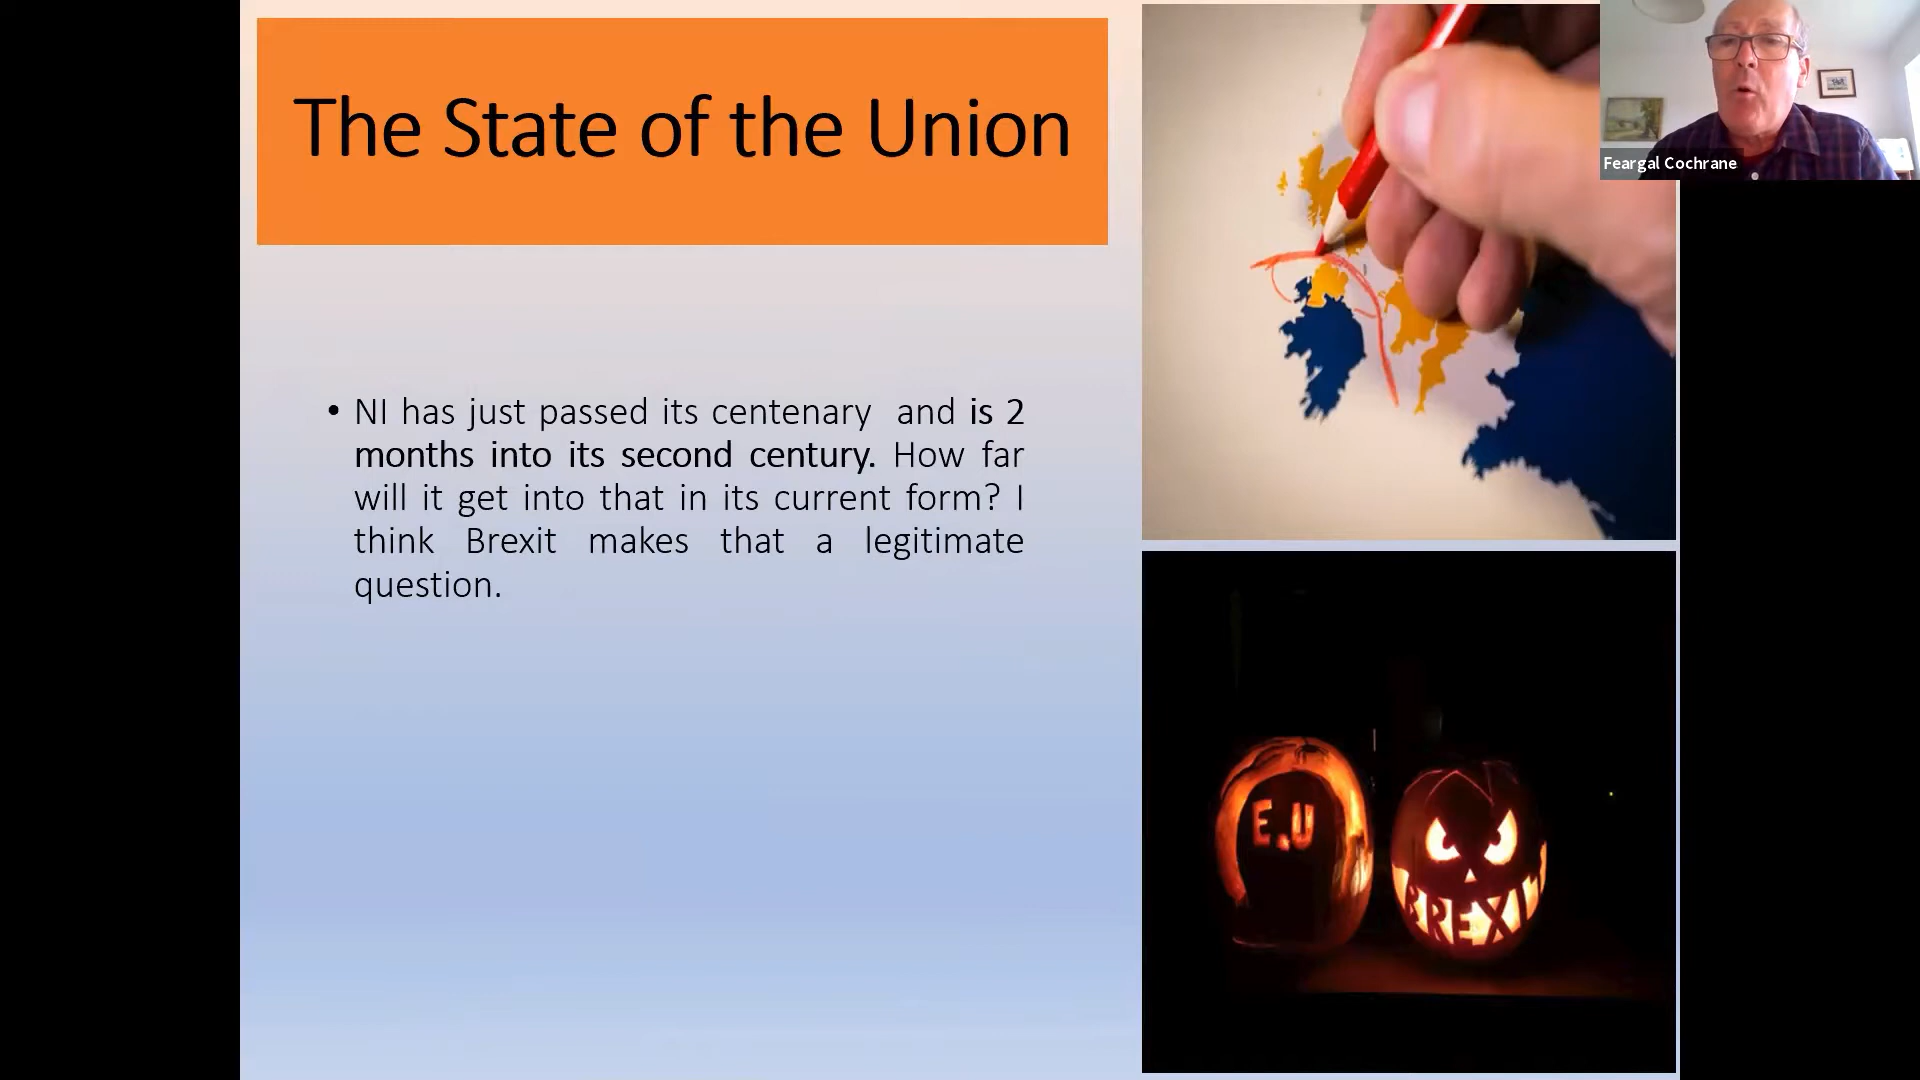 The State of the Union
Feargal Cochrane
• NI has just passed its centenary and is 2
months into its second century. How far
will it get into that in its current form? I
think Brexit makes that a legitimate
question.
E.U
BREXIT